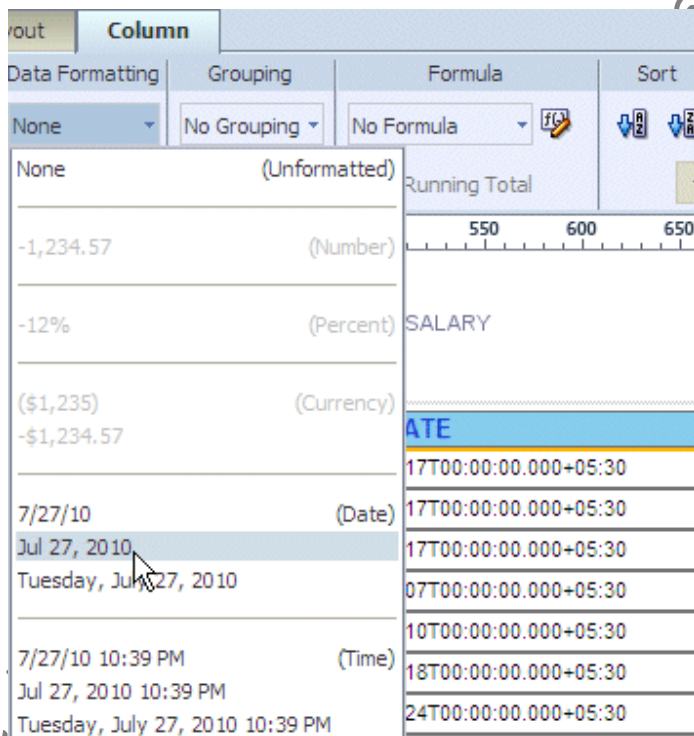 yout Column
Data Formatting Grouping Formula Sort
None No Grouping No Formula
None (Unformatted)
Running Total
550 600 650
-1,234.57 (Number)
-12% (Percent)
SALARY
($1,235) (Currency)
-$1,234.57
ATE
17T00:00:00.000+05:30
7/27/10 (Date)
17T00:00:00.000+05:30
Jul 27, 2010
17T00:00:00.000+05:30
Tuesday, July 27, 2010
07T00:00:00.000+05:30
10T00:00:00.000+05:30
7/27/10 10:39 PM (Time)
18T00:00:00.000+05:30
Jul 27, 2010 10:39 PM
24T00:00:00.000+05:30
Tuesday, July 27, 2010 10:39 PM